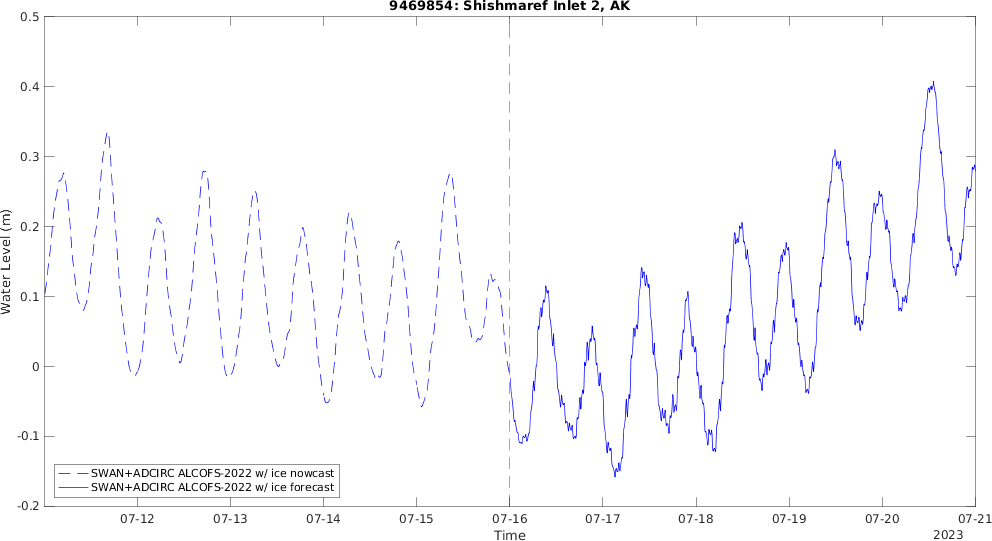 9469854: Shishmaref Inlet 2, AK
0.5
0.4
0.3
0.2
0.1
0
-0.1
-0.2
Water Level (m)
SWAN+ADCIRC ALCOFS-2022 w/ ice nowcast
SWAN+ADCIRC ALCOFS-2022 w/ ice forecast
07-12 07-13 07-14 07-15 07-16 07-17 07-18 07-19 07-20 07-21
Time
2023